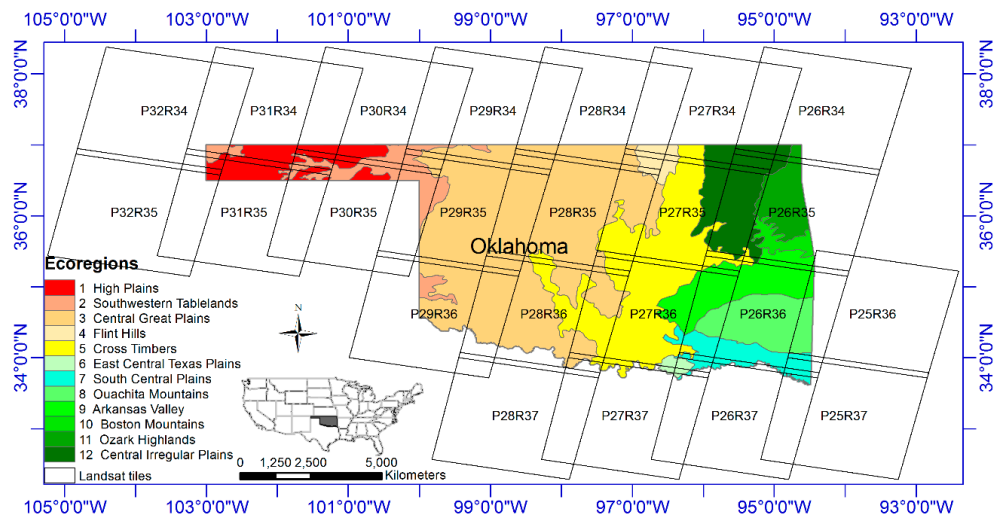 105°0'0"W 103°0'0"W 101°0'0"W 99°0'0"W 97°0'0"W 95°0'0"W 93°0'0"W
38°0'0"N 38°0'0"N
P32R34 P31R34 P30R34 P29R34 P28R34 P27R34 P26R34
P32R35 P31R35 P30R35 P29R35 P28R35 P27R35 P26R35
36°0'0"N 36°0'0"N
Oklahoma
Ecoregions
1 High Plains
2 Southwestern Tablelands
3 Central Great Plains
4 Flint Hills
5 Cross Timbers
6 East Central Texas Plains
7 South Central Plains
8 Ouachita Mountains
9 Arkansas Valley
10 Boston Mountains
11 Ozark Highlands
12 Central Irregular Plains
Landsat tiles
N
P29R36 P28R36 P27R36 P26R36 P25R36
34°0'0"N 34°0'0"N
P28R37 P27R37 P26R37 P25R37
0 1,250 2,500 5,000
Kilometers
105°0'0"W 103°0'0"W 101°0'0"W 99°0'0"W 97°0'0"W 95°0'0"W 93°0'0"W